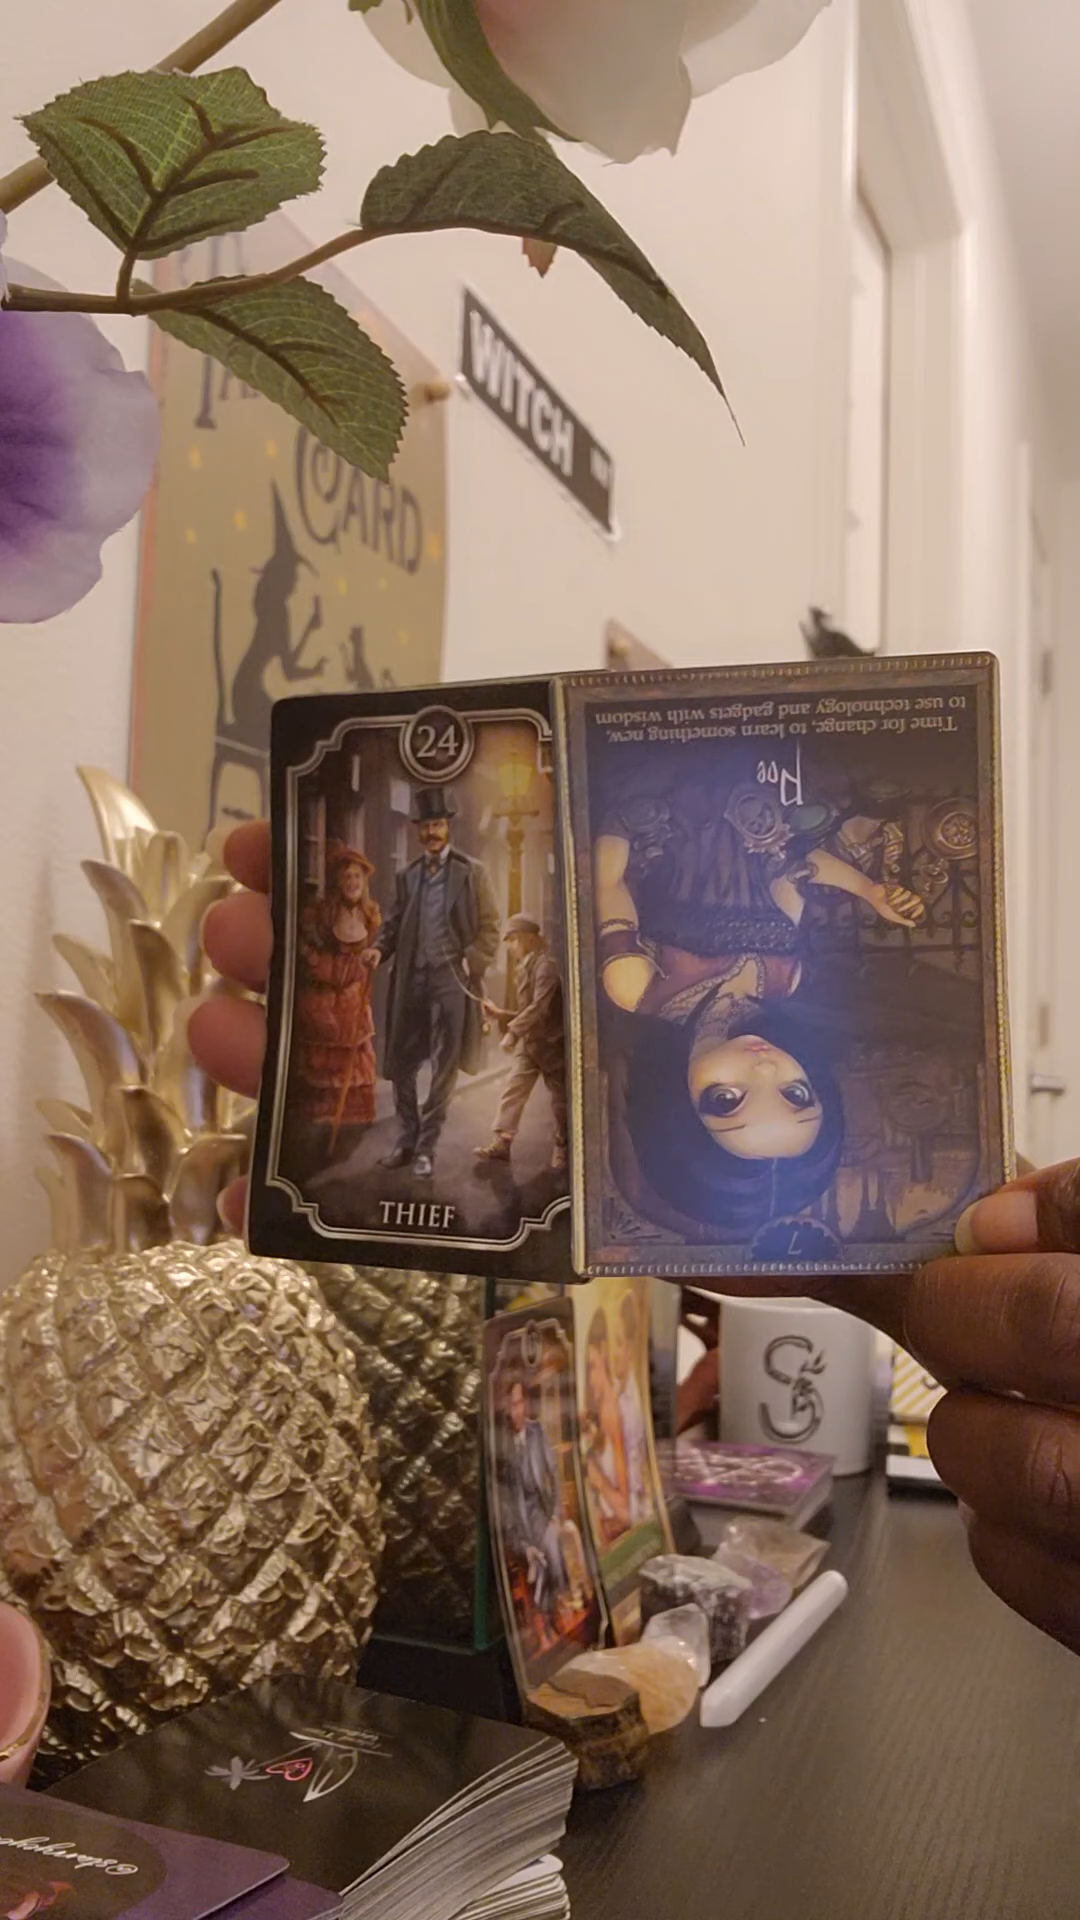 CARD
WITCH
24
THIEF
Time for change, to learn something new,
to use technology and gadgets with wisdom
Poe
7